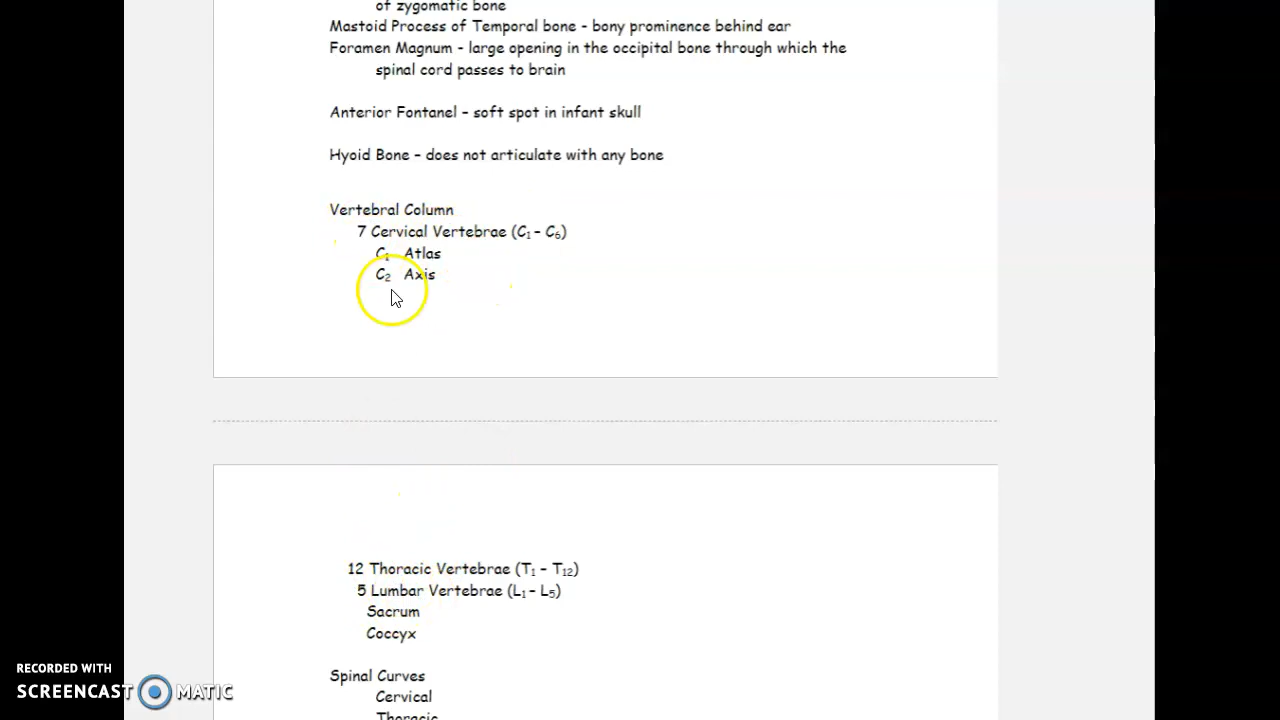 of zygomatic bone
Mastoid Process of Temporal bone - bony prominence behind ear
Foramen Magnum - large opening in the occipital bone through which the
spinal cord passes to brain
Anterior Fontanel – soft spot in infant skull
Hyoid Bone – does not articulate with any bone
Vertebral Column
7 Cervical Vertebrae (C₁ – C₆)
C₁ Atlas
C₂ Axis
12 Thoracic Vertebrae (T₁ – T₁₂)
5 Lumbar Vertebrae (L₁ – L₅)
Sacrum
Coccyx
Spinal Curves
Cervical
Thoracic
RECORDED WITH
SCREENCAST MATIC